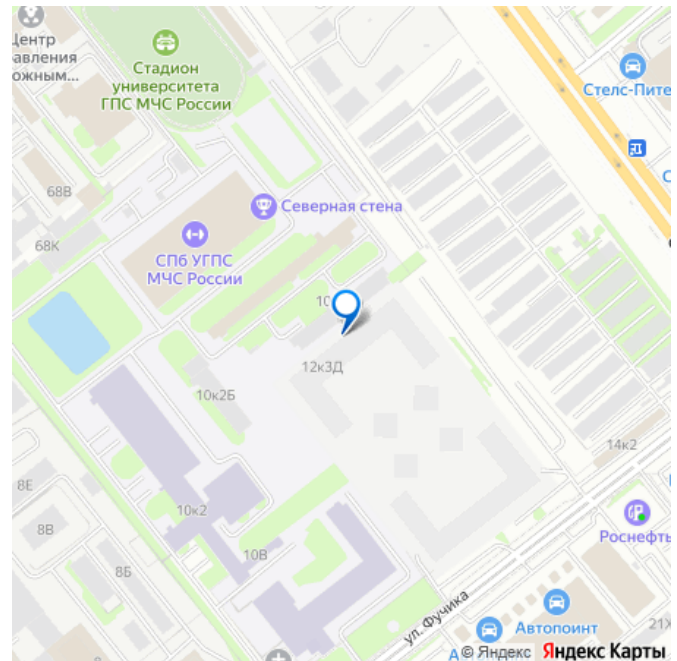 Центр
равления
ожным...
Стадион
университета
ГПС МЧС России
Стелс-Пите
68В
68К
Северная стена
СПб УГПС
МЧС России
10
12к3Д
10к2Б
8Е
8В
8Б
10к2
10В
14к2
Роснефть
ул. Фучика
Автопоинт
21
© Яндекс Яндекс Карты